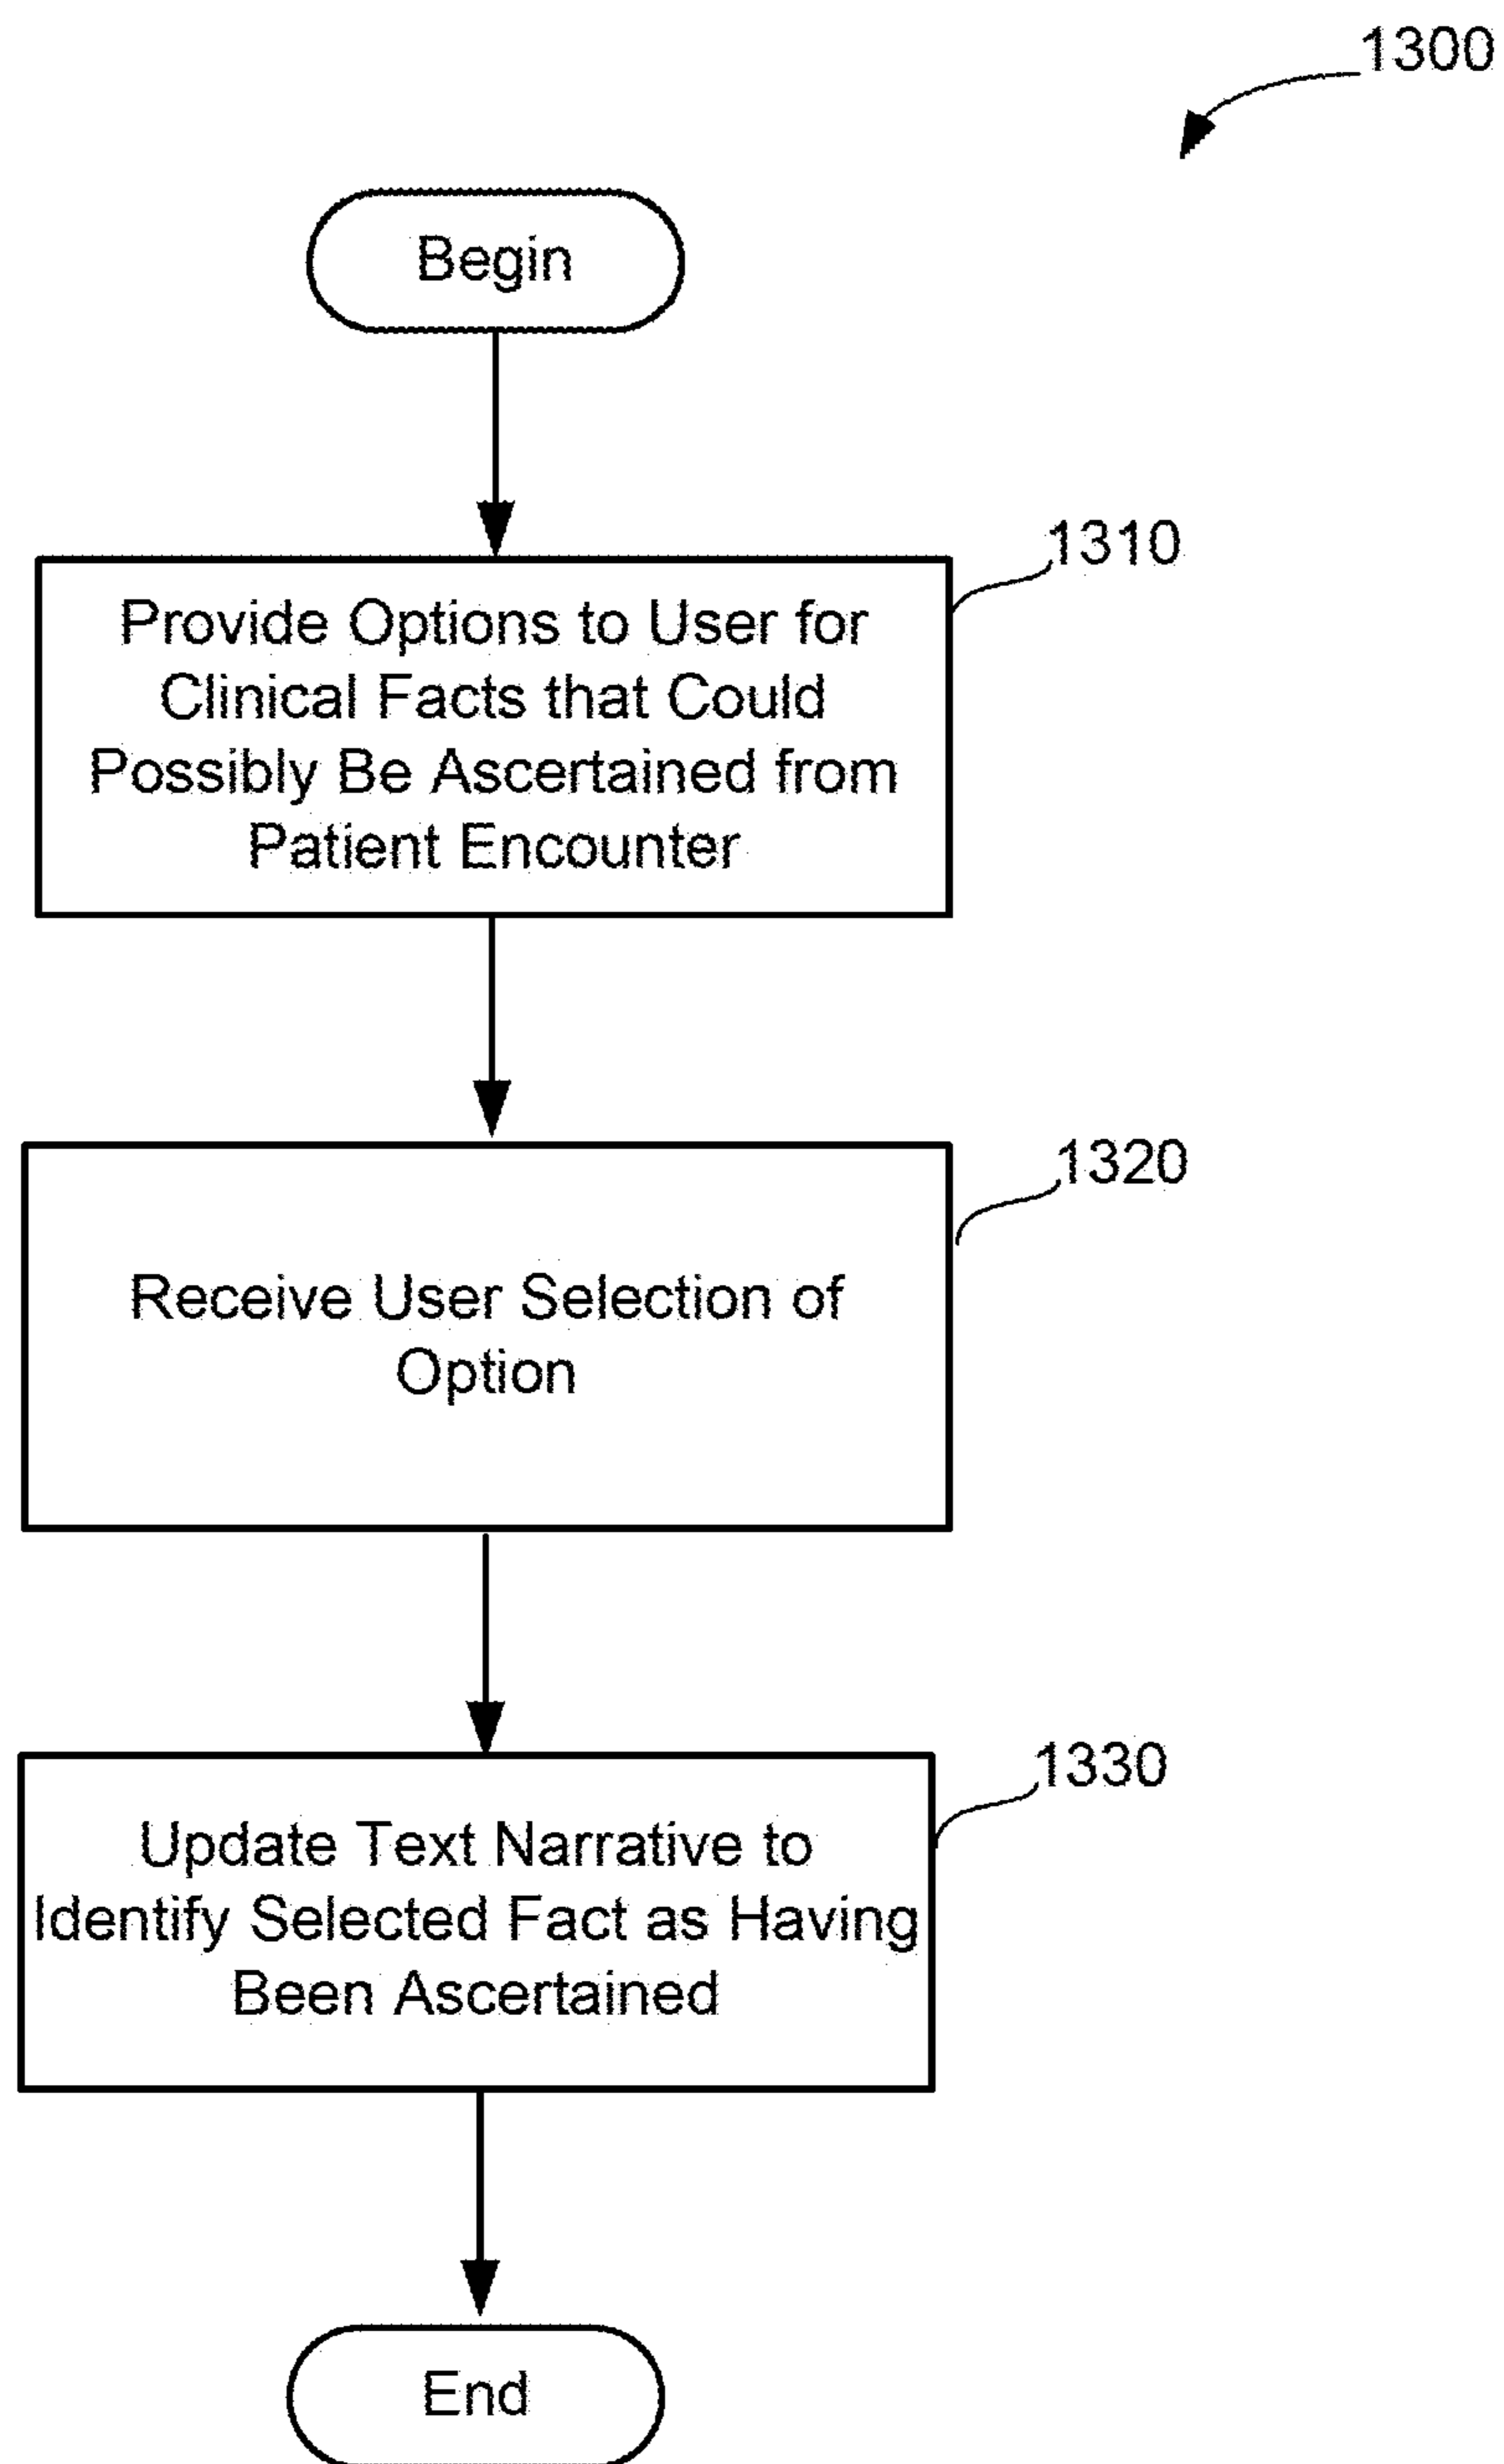 1300
Begin
1310
Provide Options to User for
Clinical Facts that Could
Possibly Be Ascertained from
Patient Encounter
1320
Receive User Selection of
Option
1330
Update Text Narrative to
Identify Selected Fact as Having
Been Ascertained
End